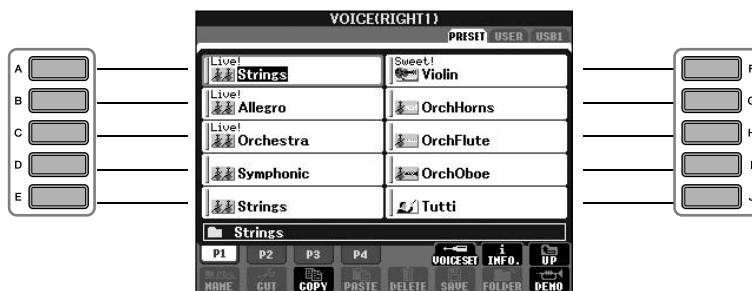 VOICE(RIGHT1)
PRESET USER USB1
A
Live!
Strings
Sweet!
Violin
F
B
Live!
Allegro
OrchHorns
G
C
Live!
Orchestra
OrchFlute
H
D
Symphonic
OrchOboe
E
Strings
Tutti
J
Strings
P1 P2 P3 P4 VOICESET INFO. UP
NAME CUT COPY PASTE DELETE SAVE FOLDER DEMO